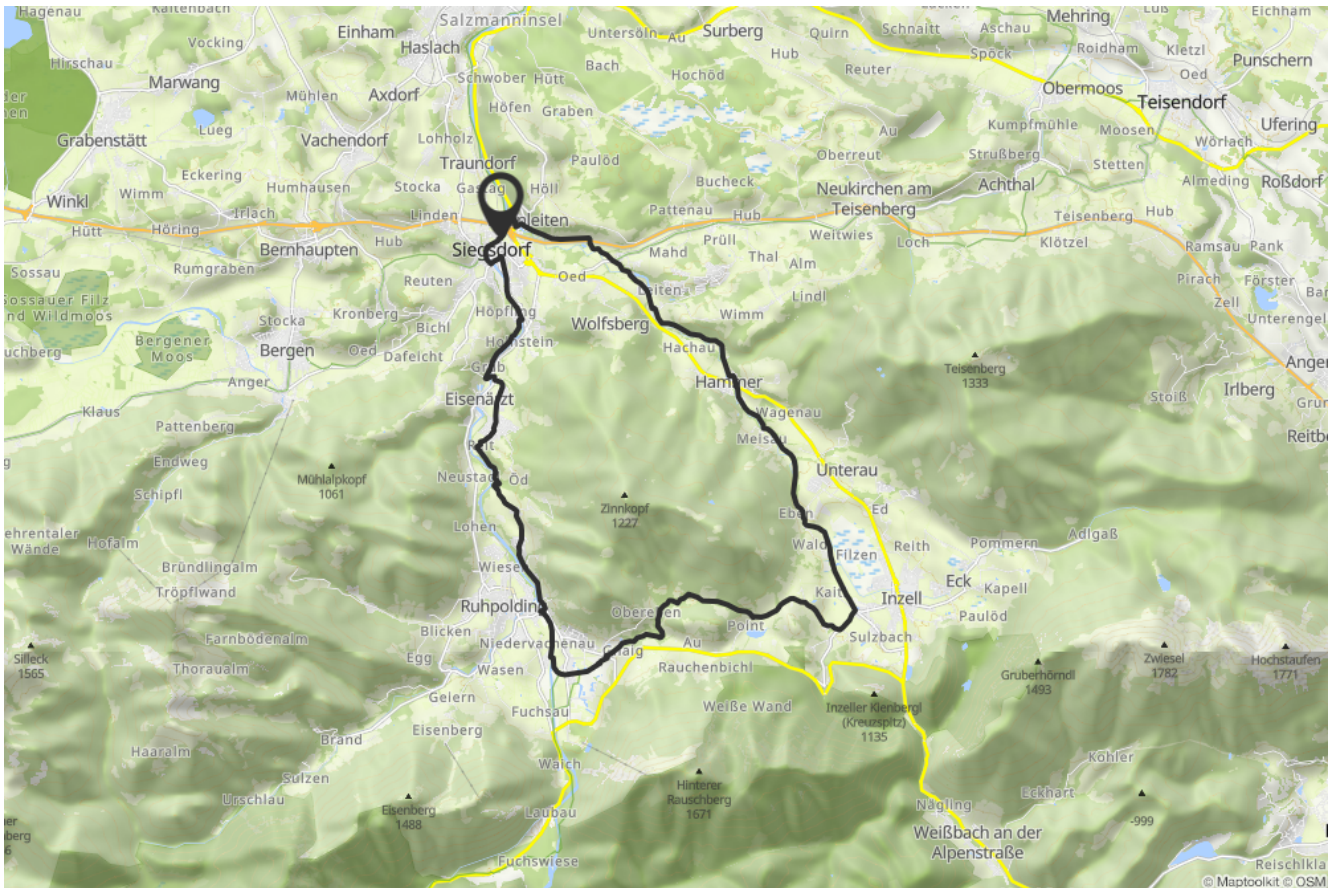 Hagenau
Kaltenbach
Salzmanninsel
Eichham
Mehring
Luß
Untersöln
Au
Surberg
Quirn
Aschau
Einham
Schnaitt
Haslach
Vocking
Hub
Spöck
Roidham
Kletzl
Hirschau
Bach
Oed
Punschern
Marwang
Schwober
Hütt
Hochöd
Reuter
Obermoos
Mühlen
Axdorf
Höfen
Graben
Teisendorf
Lueg
Vachendorf
Lohholz
Au
Kumpfmühle
Moosen
Ufering
Grabenstätt
Wörlach
Traundorf
Paulöd
Oberreut
Strußberg
Stetten
Eckering
Humhausen
Stocka
Gastag
Höll
Bucheck
Neukirchen am
Teisenberg
Achthal
Almeding
Roßdorf
Winkl
Wimm
Irlach
Linden
Pattenau
Hub
Teisenberg
Hub
Hütt
Höring
Bernhaupten
Hub
Siegsdorf
Mahd
Prüll
Weitwies
Loch
Klötzel
Ramsau
Pank
Sossau
Rumgraben
Reuten
Oed
Thal
Alm
Pirach
Förster
Sossauer Filz
nd Wildmoos
Kronberg
Leiten
Lindl
Zell
Stocka
Bichl
Wolfsberg
Wimm
Unterengel
Bergener
Moos
Bergen
Oed
Dafeicht
Hachau
Teisenberg
1333
Anger
Hammer
Irlberg
Klaus
Eisenärzt
Wagenau
Stoiß
Pattenberg
Meisau
Endweg
Mühlalpkopf
1061
Neustadl
Öd
Unterau
Schipfl
Zinnkopf
1227
Ed
Hofalm
Lohen
Eben
Adlgaß
Wände
Wald
Filzen
Reith
Pommern
Bründlingalm
Wiese
Eck
Tröpflwand
Kapell
Ruhpolding
Inzell
Paulöd
Farnbödenalm
Blicken
Niedervachenau
Point
Sulzbach
Silleck
1565
Egg
Au
Zwiesel
1782
Hochstaufen
1771
Thoraualm
Wasen
Rauchenbichl
Gruberhörndl
1493
Geiern
Fuchsau
Weiße Wand
Inzeller Kienbergl
(Kreuzspitz)
1135
Eisenberg
Brand
Haaralm
Waich
Köhler
Sulzen
Hinterer
Rauschberg
1671
Urschlau
Eisenberg
1488
Eckhart
-999
Laubau
Nagling
Weißbach an der
Alpenstraße
Fuchswiese
Reischlkla
© Maptoolkit © OSM